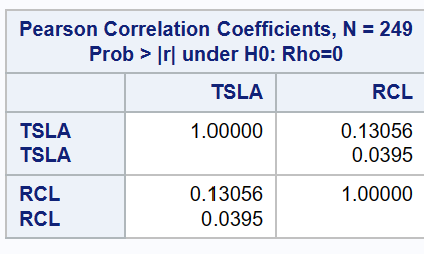 Pearson Correlation Coefficients, N = 249
Prob > |r| under H0: Rho=0
TSLA RCL
TSLA 1.00000 0.13056
TSLA 0.0395
RCL 0.13056 1.00000
RCL 0.0395